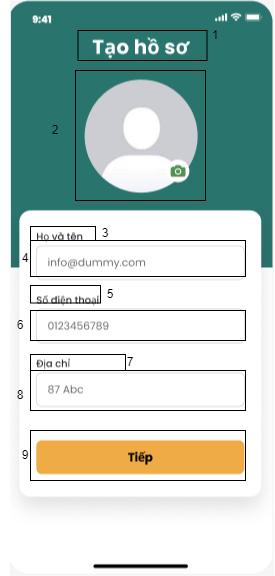 9:41
Tạo hồ sơ
1
2
Họ và tên
3
4
info@dummy.com
Số điện thoại
5
6
0123456789
Địa chỉ
7
8
87 Abc
9
Tiếp